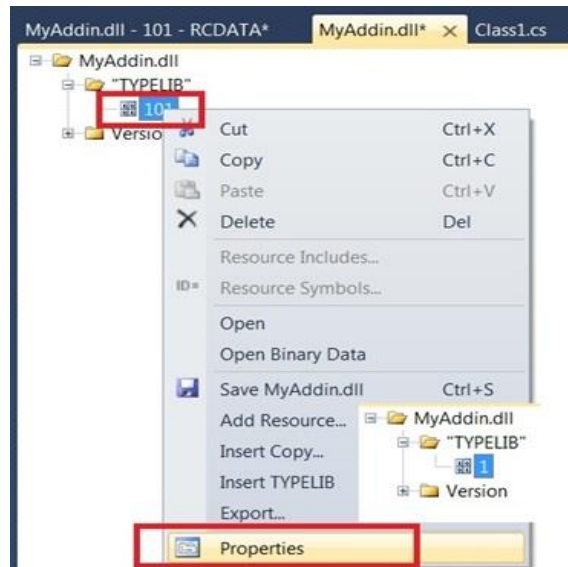 MyAddin.dll - 101 - RCDATA* MyAddin.dll* × Class1.cs
MyAddin.dll
"TYPELIB"
101
Versio
Cut Ctrl+X
Copy Ctrl+C
Paste Ctrl+V
Delete Del
Resource Includes...
ID= Resource Symbols...
Open
Open Binary Data
Save MyAddin.dll Ctrl+S
Add Resource...
Insert Copy...
Insert TYPELIB
Export...
Properties
MyAddin.dll
"TYPELIB"
1
Version